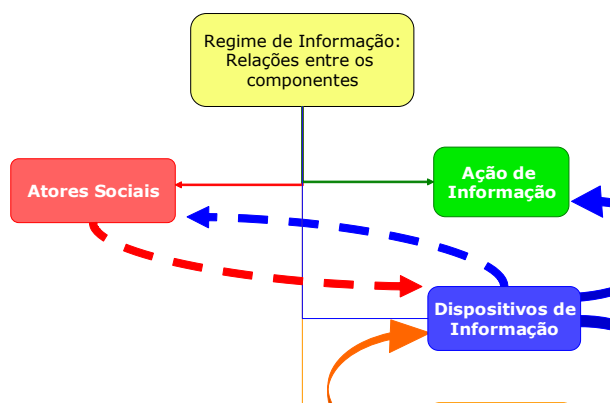 Regime de Informação:
Relações entre os
componentes
Atores Sociais
Ação de
Informação
Dispositivos de
Informação